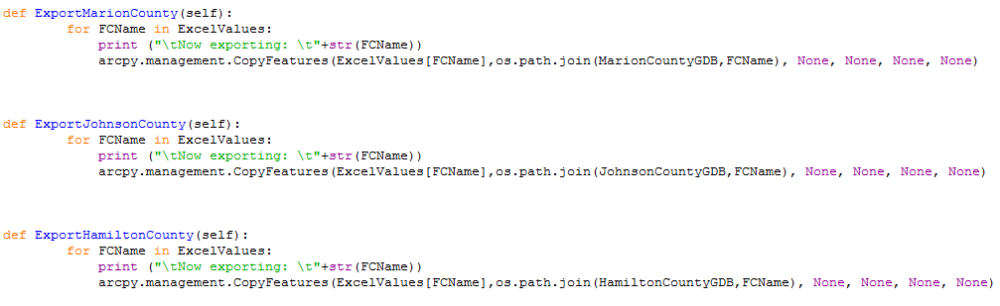 def ExportMarionCounty(self):
        for FCName in ExcelValues:
            print ("\tNow exporting: \t"+str(FCName))
            arcpy.management.CopyFeatures(ExcelValues[FCName],os.path.join(MarionCountyGDB,FCName), None, None, None, None)
def ExportJohnsonCounty(self):
        for FCName in ExcelValues:
            print ("\tNow exporting: \t"+str(FCName))
            arcpy.management.CopyFeatures(ExcelValues[FCName],os.path.join(JohnsonCountyGDB,FCName), None, None, None, None)
def ExportHamiltonCounty(self):
        for FCName in ExcelValues:
            print ("\tNow exporting: \t"+str(FCName))
            arcpy.management.CopyFeatures(ExcelValues[FCName],os.path.join(HamiltonCountyGDB,FCName), None, None, None, None)